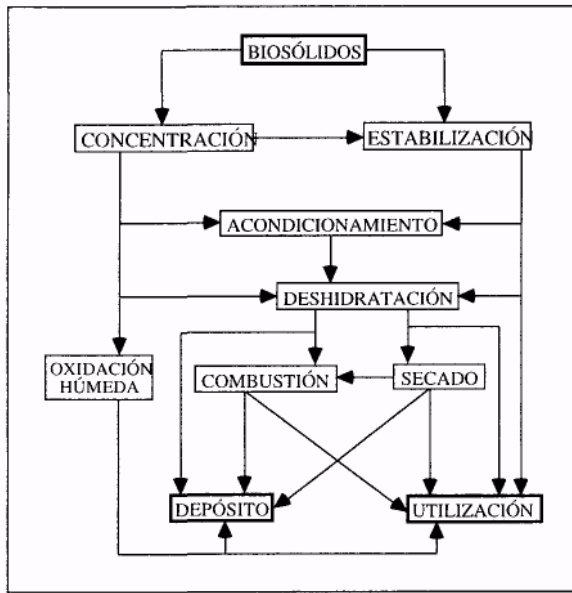 BIOSÓLIDOS
CONCENTRACIÓN
ESTABILIZACIÓN
ACONDICIONAMIENTO
DESHIDRATACIÓN
OXIDACIÓN
HÚMEDA
COMBUSTIÓN
SECADO
DEPÓSITO
UTILIZACIÓN